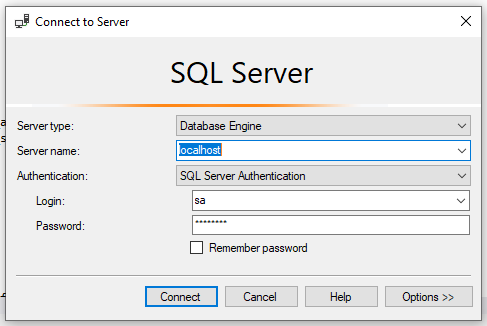 Connect to Server
SQL Server
Server type: Database Engine
Server name: localhost
Authentication: SQL Server Authentication
Login: sa
Password: ********
Remember password
Connect Cancel Help Options >>